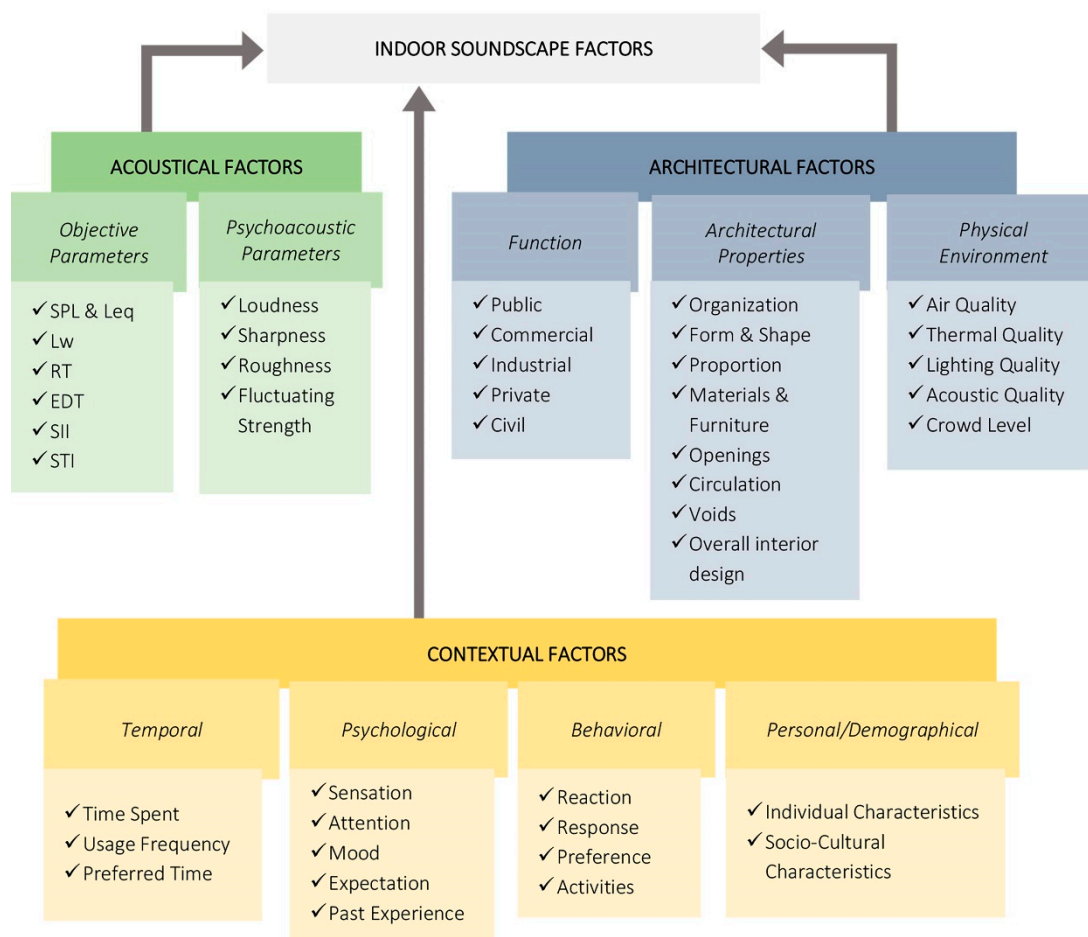 INDOOR SOUNDSCAPE FACTORS
ACOUSTICAL FACTORS
Objective
Parameters
✓SPL & Leq
✓Lw
✓RT
✓EDT
✓SII
✓STI
Psychoacoustic
Parameters
✓Loudness
✓Sharpness
✓Roughness
✓Fluctuating
Strength
ARCHITECTURAL FACTORS
Function
✓Public
✓Commercial
✓Industrial
✓Private
✓Civil
Architectural
Properties
✓Organization
✓Form & Shape
✓Proportion
✓Materials &
Furniture
✓Openings
✓Circulation
✓Voids
✓Overall interior
design
Physical
Environment
✓Air Quality
✓Thermal Quality
✓Lighting Quality
✓Acoustic Quality
✓Crowd Level
CONTEXTUAL FACTORS
Temporal
✓Time Spent
✓Usage Frequency
✓Preferred Time
Psychological
✓Sensation
✓Attention
✓Mood
✓Expectation
✓Past Experience
Behavioral
✓Reaction
✓Response
✓Preference
✓Activities
Personal/Demographical
✓Individual Characteristics
✓Socio-Cultural
Characteristics